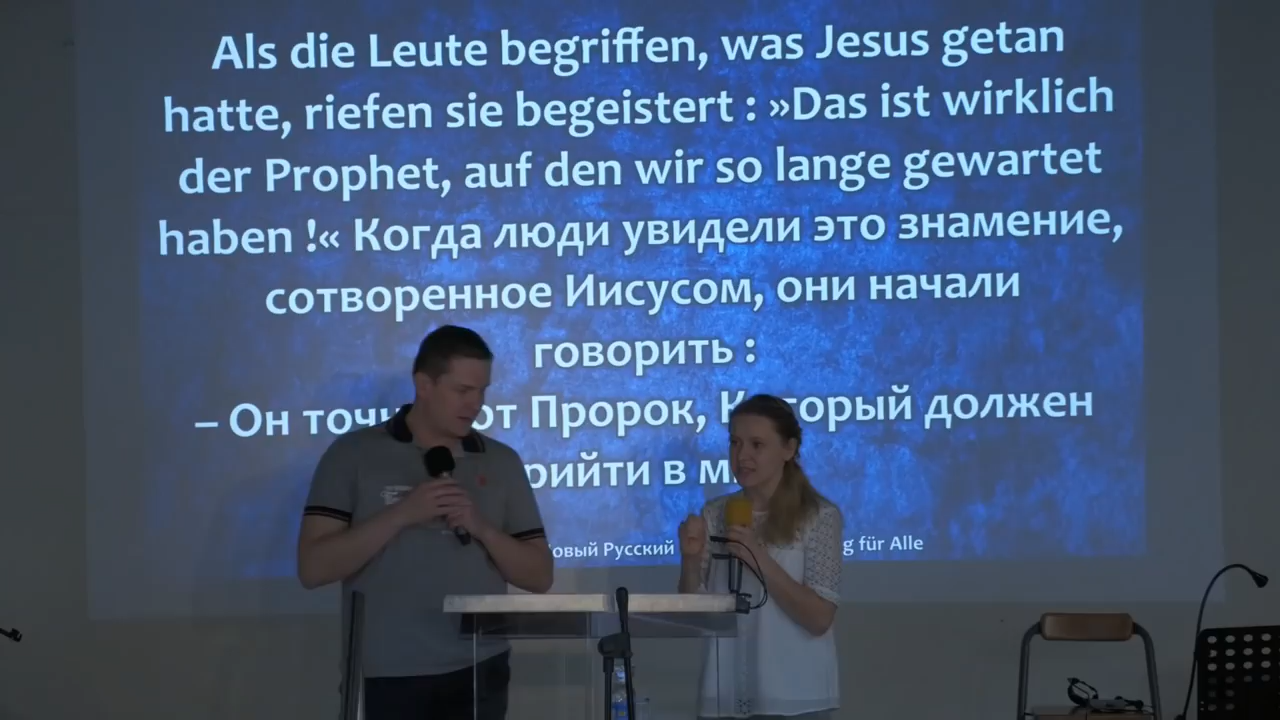 Als die Leute begriffen, was Jesus getan
hatte, riefen sie begeistert : »Das ist wirklich
der Prophet, auf den wir so lange gewartet
haben !« Когда люди увидели это знамение,
сотворенное Иисусом, они начали
говорить :
– Он Пророк, должен
в
Русский für Alle